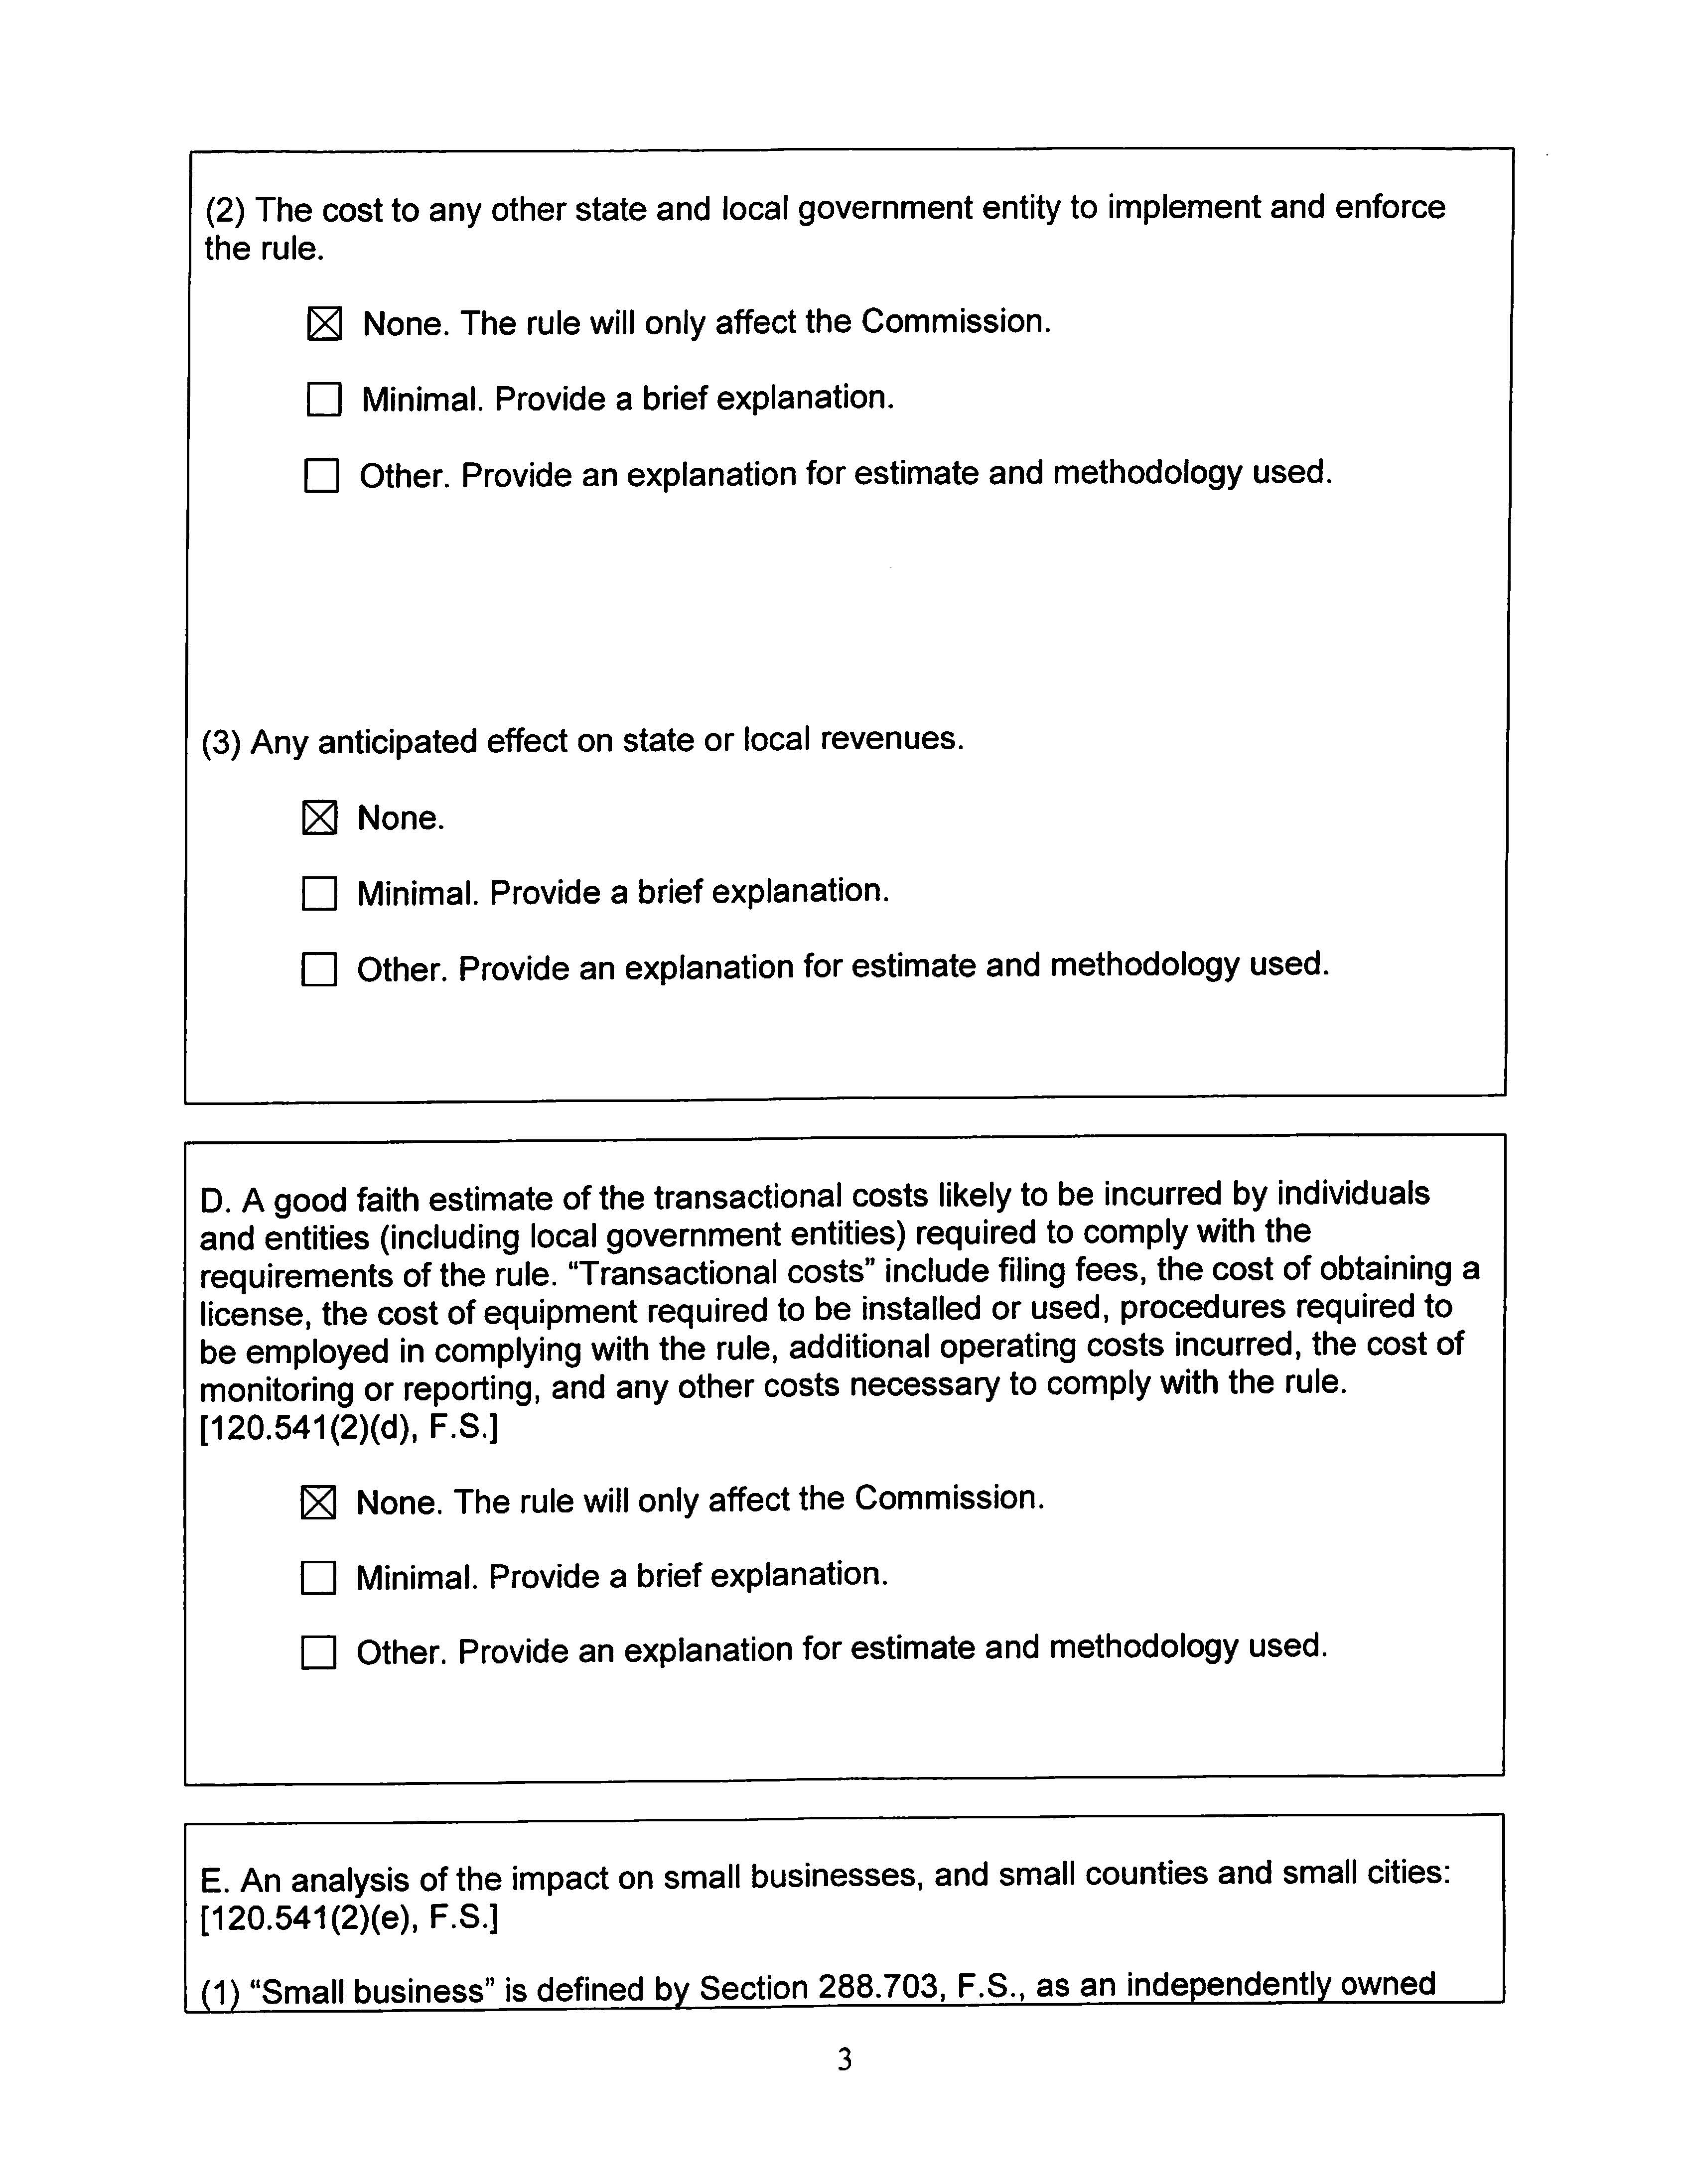 (2) The cost to any other state and local government entity to implement and enforce
the rule.
☒ None. The rule will only affect the Commission.
☐ Minimal. Provide a brief explanation.
☐ Other. Provide an explanation for estimate and methodology used.
(3) Any anticipated effect on state or local revenues.
☒ None.
☐ Minimal. Provide a brief explanation.
☐ Other. Provide an explanation for estimate and methodology used.
D. A good faith estimate of the transactional costs likely to be incurred by individuals
and entities (including local government entities) required to comply with the
requirements of the rule. “Transactional costs” include filing fees, the cost of obtaining a
license, the cost of equipment required to be installed or used, procedures required to
be employed in complying with the rule, additional operating costs incurred, the cost of
monitoring or reporting, and any other costs necessary to comply with the rule.
[120.541(2)(d), F.S.]
☒ None. The rule will only affect the Commission.
☐ Minimal. Provide a brief explanation.
☐ Other. Provide an explanation for estimate and methodology used.
E. An analysis of the impact on small businesses, and small counties and small cities:
[120.541(2)(e), F.S.]
(1) “Small business” is defined by Section 288.703, F.S., as an independently owned
3